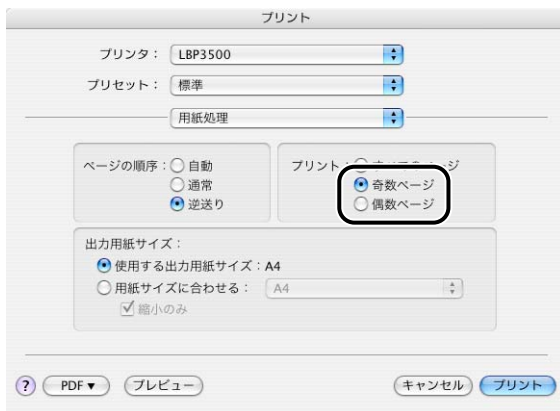 プリント
プリンタ： LBP3500
プリセット： 標準
用紙処理
ページの順序： 自動
通常
逆送り
プリント：
奇数ページ
偶数ページ
出力用紙サイズ：
使用する出力用紙サイズ：A4
用紙サイズに合わせる： A4
縮小のみ
? PDF▼ プレビュー キャンセル プリント